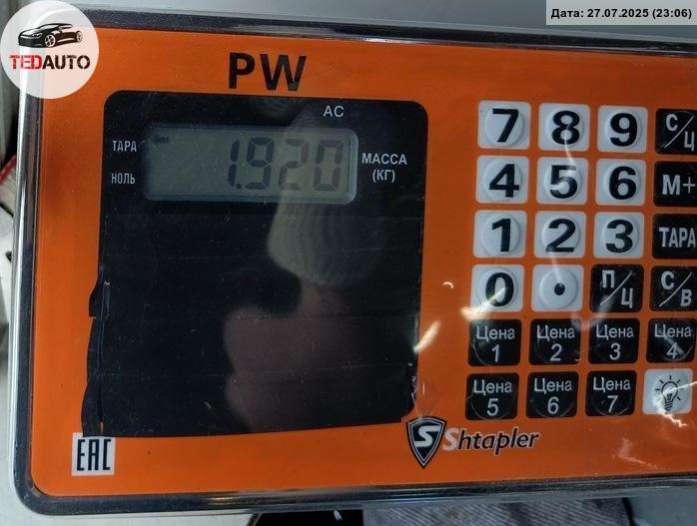 Дата: 27.07.2025 (23:06)
TEDAUTO
PW
AC
ТАРА
1.920
МАССА
(КГ)
НОЛЬ
7 8 9 С/Ц
4 5 6 М+
1 2 3 ТАРА
0 • П/Ц С/В
Цена 1 Цена 2 Цена 3 Цена 4
Цена 5 Цена 6 Цена 7
EAC
S Shtapler